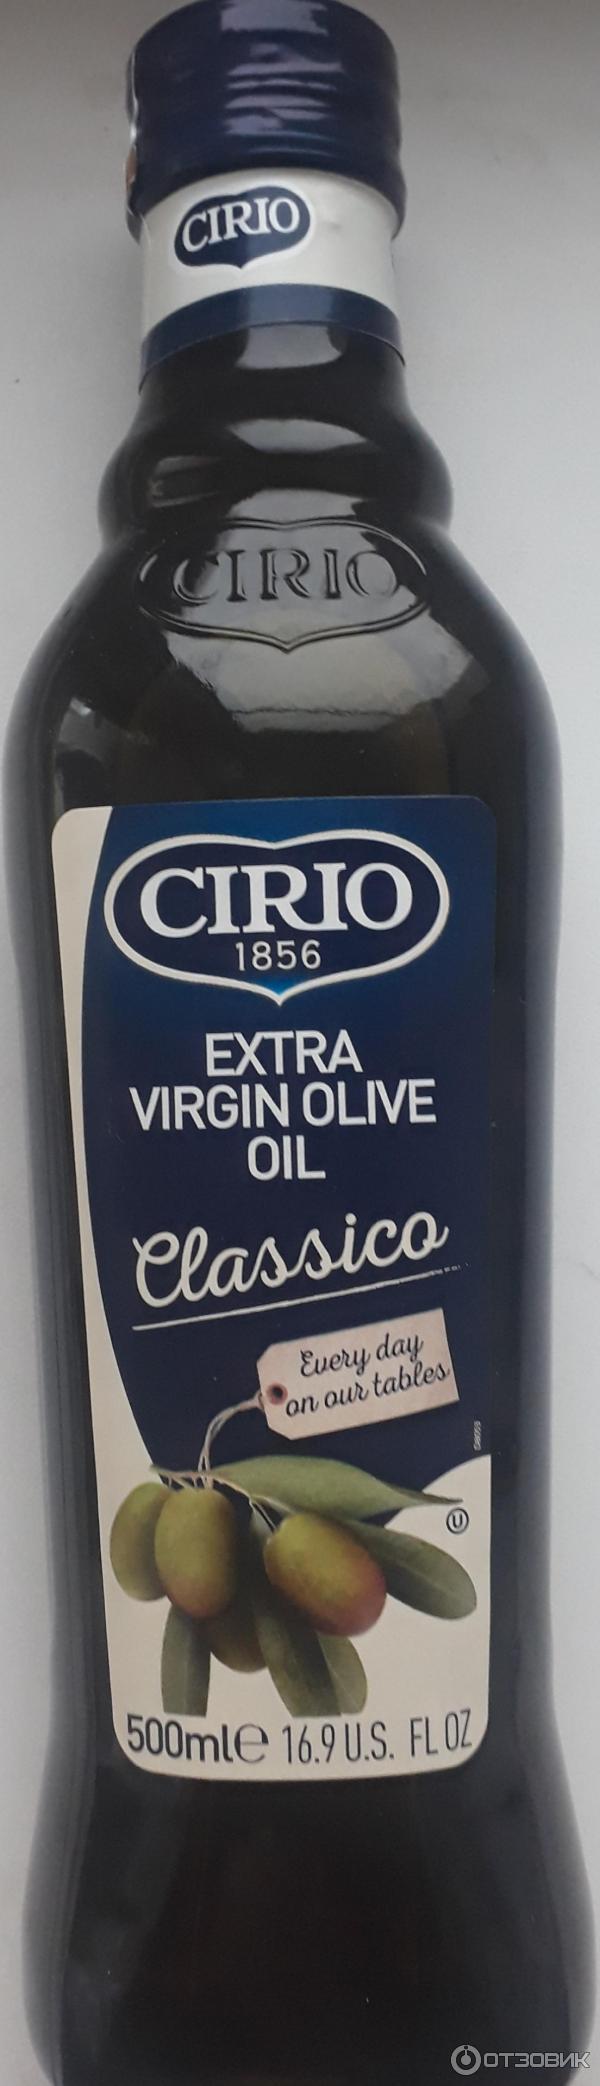 CIRIO
CIRIO
CIRIO
1856
EXTRA
VIRGIN OLIVE
OIL
Classico
Every day
on our tables
U
500ml℮ 16.9 U.S. FL OZ
ОТЗОВИК